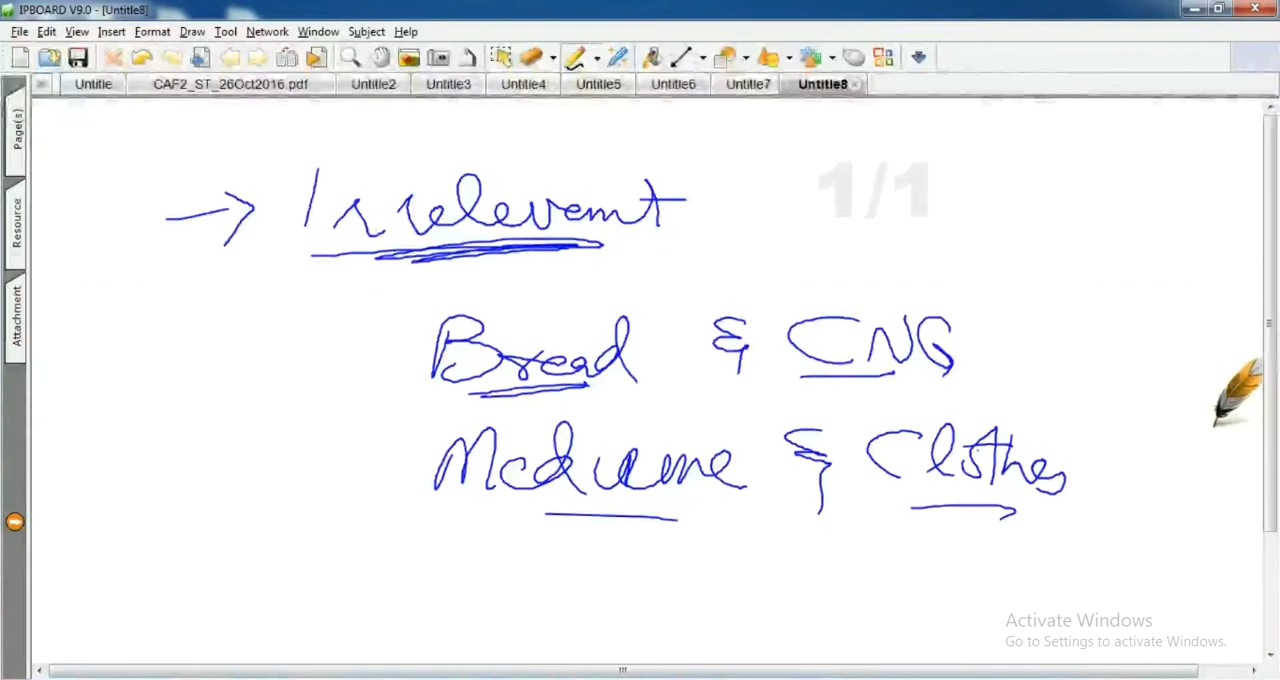 IPBOARD V9.0 - [Untitle8]
File Edit View Insert Format Draw Tool Network Window Subject Help
Untitle CAF2_ST_26Oct2016.pdf Untitle2 Untitle3 Untitle4 Untitle5 Untitle6 Untitle7 Untitle8
Page(s)
Resource
Attachment
1/1
→ Irrelevent
Bread & CNG
Medicine & Clothes
Activate Windows
Go to Settings to activate Windows.